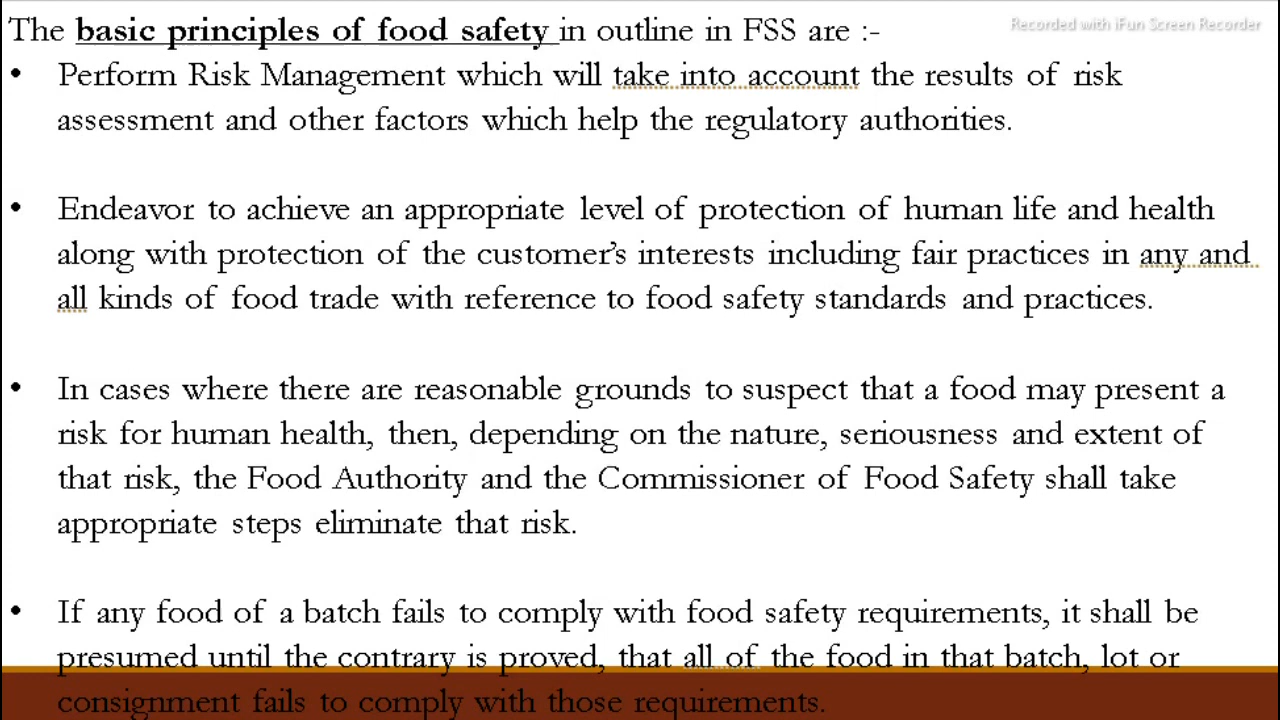 The basic principles of food safety in outline in FSS are :-
Recorded with iFun Screen Recorder
• Perform Risk Management which will take into account the results of risk
assessment and other factors which help the regulatory authorities.
• Endeavor to achieve an appropriate level of protection of human life and health
along with protection of the customer's interests including fair practices in any and
all kinds of food trade with reference to food safety standards and practices.
• In cases where there are reasonable grounds to suspect that a food may present a
risk for human health, then, depending on the nature, seriousness and extent of
that risk, the Food Authority and the Commissioner of Food Safety shall take
appropriate steps eliminate that risk.
• If any food of a batch fails to comply with food safety requirements, it shall be
presumed until the contrary is proved, that all of the food in that batch, lot or
consignment fails to comply with those requirements.